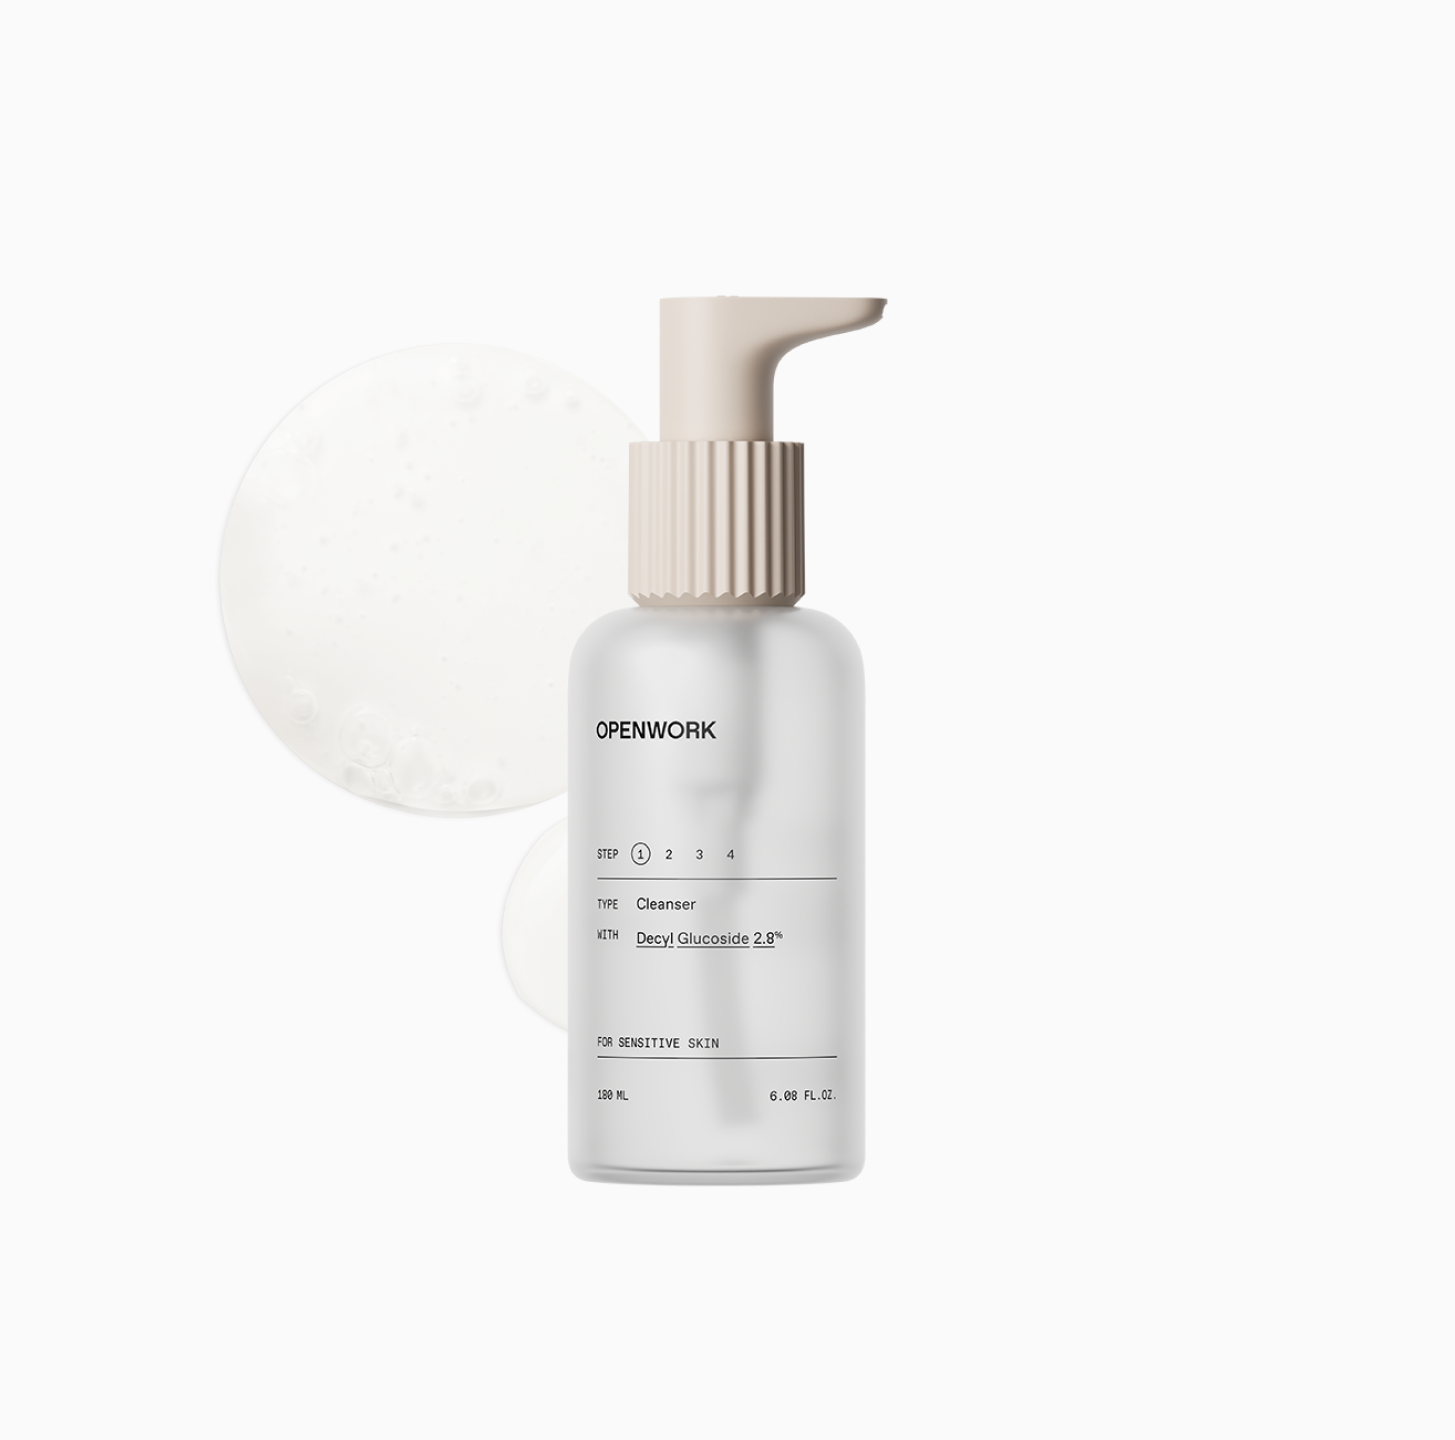 OPENWORK
STEP 1 2 3 4
TYPE Cleanser
WITH Decyl Glucoside 2.8%
FOR SENSITIVE SKIN
180 ML 6.08 FL.OZ.